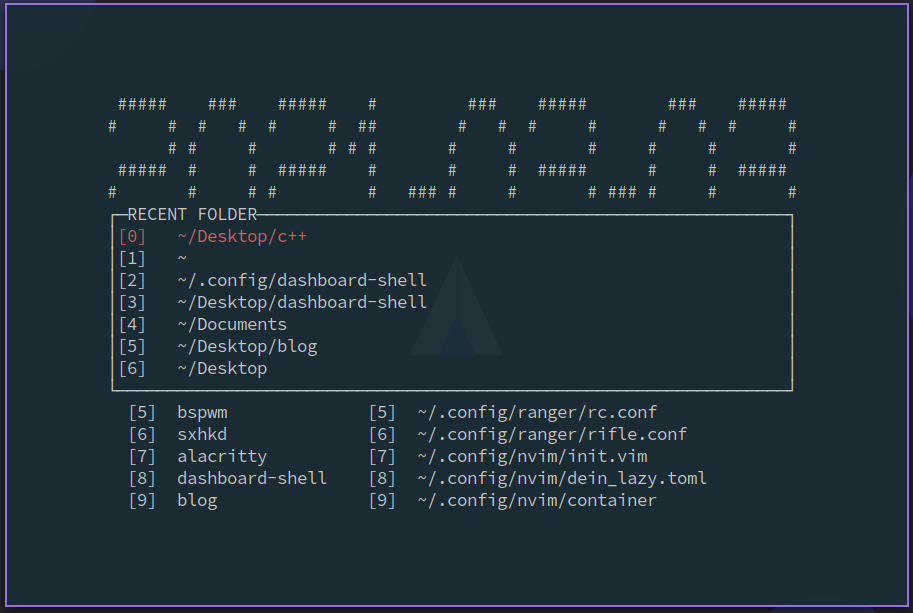 #####    ###    #####    #         ###    #####        ###    #####
#     #  #   #  #     #  ##        #   #  #     #      #   #  #     #
      # #     #       # # #       #     #       #     #     #       #
 #####  #     #  #####    #       #     #  #####      #     #  #####
#       #     # #         #   ### #     #       # ### #     #       #
RECENT FOLDER
[0] ~/Desktop/c++
[1] ~
[2] ~/.config/dashboard-shell
[3] ~/Desktop/dashboard-shell
[4] ~/Documents
[5] ~/Desktop/blog
[6] ~/Desktop
[5] bspwm [5] ~/.config/ranger/rc.conf
[6] sxhkd [6] ~/.config/ranger/rifle.conf
[7] alacritty [7] ~/.config/nvim/init.vim
[8] dashboard-shell [8] ~/.config/nvim/dein_lazy.toml
[9] blog [9] ~/.config/nvim/container